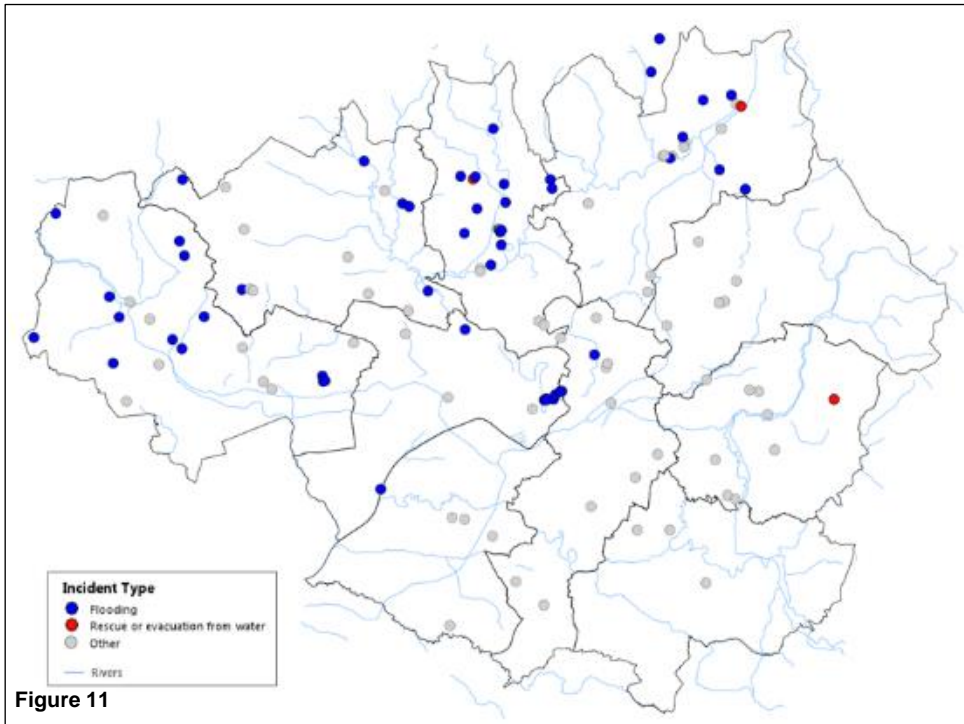 Incident Type
Flooding
Rescue or evacuation from water
Other
Rivers
Figure 11